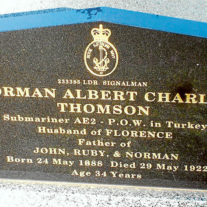 233385 LDR. SIGNALMAN
ORMAN ALBERT CHARL
THOMSON
Submariner AE2 - P.O.W. in Turkey
Husband of FLORENCE
Father of
JOHN, RUBY, & NORMAN
Born 24 May 1888 Died 29 May 1922
Age 34 Years